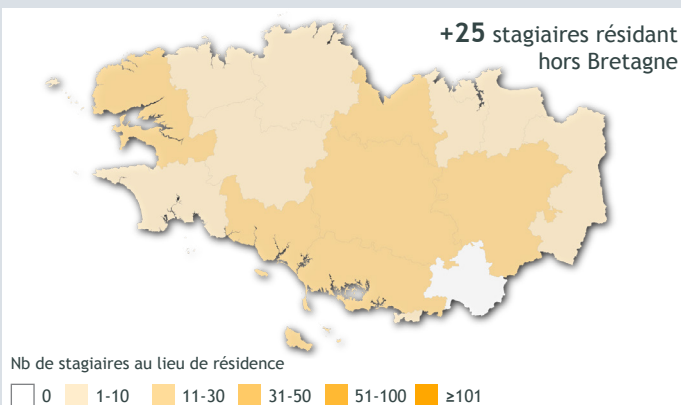 +25 stagiaires résidant
hors Bretagne
Nb de stagiaires au lieu de résidence
0 1-10 11-30 31-50 51-100 ≥101